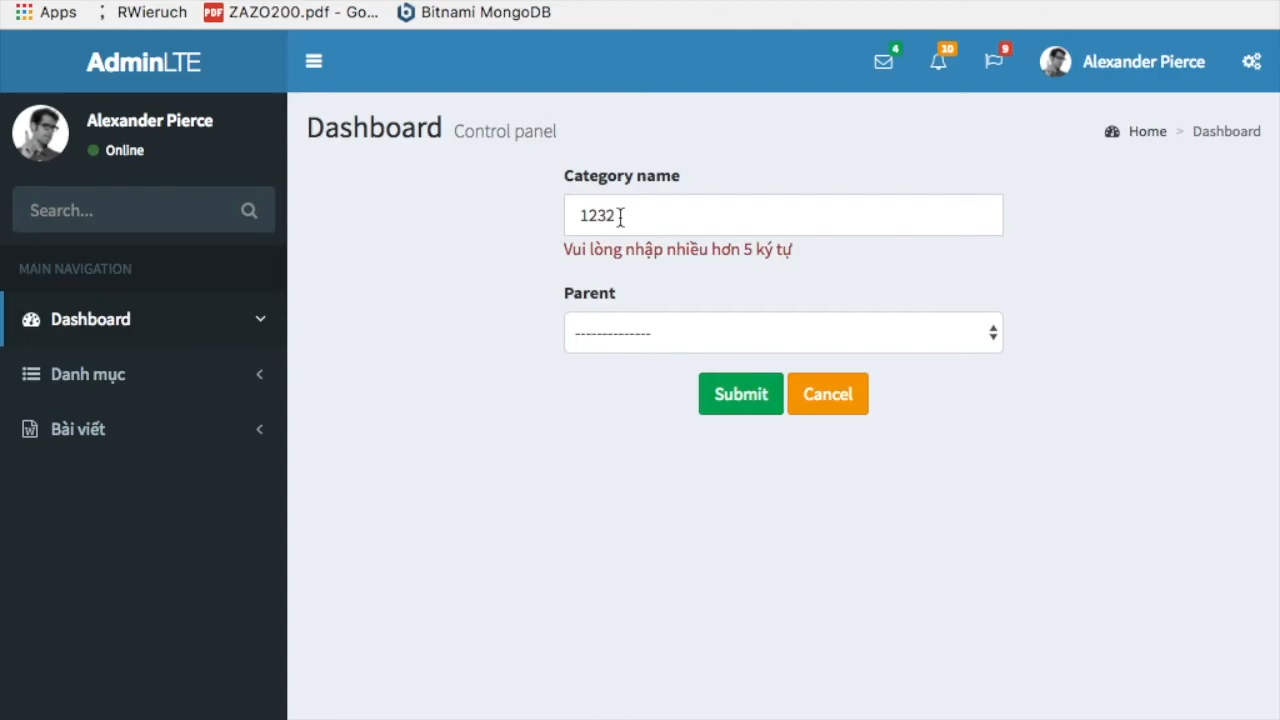 Apps RWieruch PDF ZAZO200.pdf - Go... Bitnami MongoDB
AdminLTE
4 10 9 Alexander Pierce
Alexander Pierce
Online
Search...
MAIN NAVIGATION
Dashboard
Danh mục
W Bài viết
Dashboard Control panel
Home > Dashboard
Category name
1232
Vui lòng nhập nhiều hơn 5 ký tự
Parent
--------------
Submit Cancel